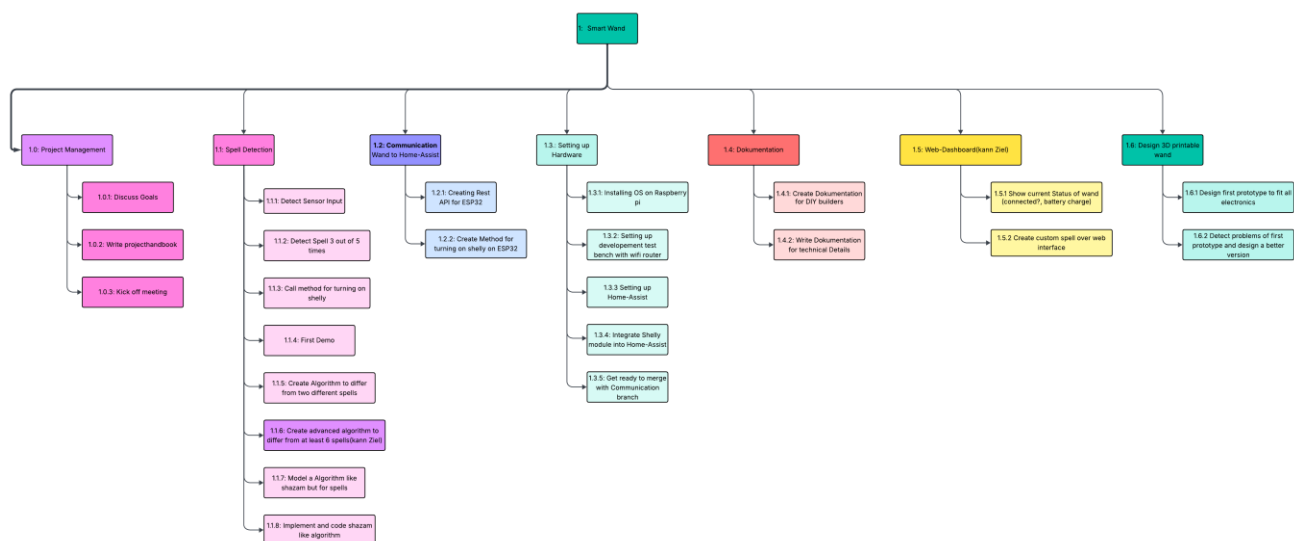 1: Smart Wand
1.0: Project Management
1.0.1: Discuss Goals
1.0.2: Write projecthandbook
1.0.3: Kick off meeting
1.1: Spell Detection
1.1.1: Detect Sensor Input
1.1.2: Detect Spell 3 out of 5
times
1.1.3: Call method for turning on
shelly
1.1.4: First Demo
1.1.5: Create Algorithm to differ
from two different spells
1.1.6: Create advanced algorithm to
differ from at least 6 spells(kann Ziel)
1.1.7: Model a Algorithm like
shazam but for spells
1.1.8: Implement and code shazam
like algorithm
1.2: Communication
Wand to Home-Assist
1.2.1: Creating Rest
API for ESP32
1.2.2: Create Method for
turning on shelly on ESP32
1.3.: Setting up
Hardware
1.3.1: Installing OS on Raspberry
pi
1.3.2: Setting up
developement test
bench with wifi router
1.3.3 Setting up
Home-Assist
1.3.4: Integrate Shelly
module into Home-Assist
1.3.5: Get ready to merge
with Communication
branch
1.4: Dokumentation
1.4.1: Create Dokumentation
for DIY builders
1.4.2: Write Dokumentation
for technical Details
1.5: Web-Dashboard(kann Ziel)
1.5.1 Show current Status of wand
(connected?, battery charge)
1.5.2 Create custom spell over web
interface
1.6: Design 3D printable
wand
1.6.1 Design first prototype to fit all
electronics
1.6.2 Detect problems of first
prototype and design a better
version